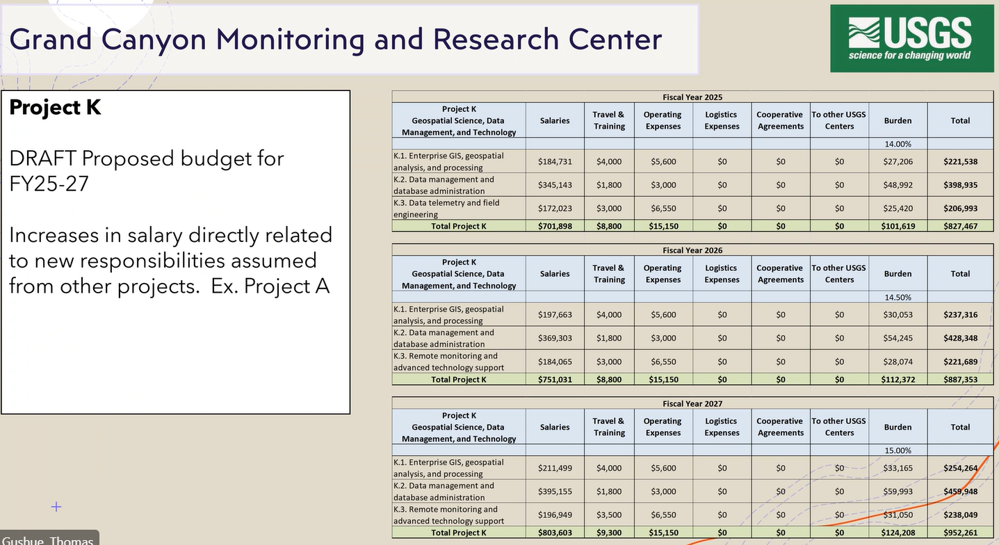 Grand Canyon Monitoring and Research Center
USGS
science for a changing world
Project K
DRAFT Proposed budget for
FY25-27
Increases in salary directly related
to new responsibilities assumed
from other projects.  Ex. Project A
Fiscal Year 2025
Project K
Geospatial Science, Data
Management, and Technology
Salaries
Travel &
Training
Operating
Expenses
Logistics
Expenses
Cooperative
Agreements
To other USGS
Centers
Burden
Total
14.00%
K.1. Enterprise GIS, geospatial
analysis, and processing
$184,731 $4,000 $5,600 $0 $0 $0 $27,206 $221,538
K.2. Data management and
database administration
$345,143 $1,800 $3,000 $0 $0 $0 $48,992 $398,935
K.3. Data telemetry and field
engineering
$172,023 $3,000 $6,550 $0 $0 $0 $25,420 $206,993
Total Project K $701,898 $8,800 $15,150 $0 $0 $0 $101,619 $827,467
Fiscal Year 2026
Project K
Geospatial Science, Data
Management, and Technology
Salaries
Travel &
Training
Operating
Expenses
Logistics
Expenses
Cooperative
Agreements
To other USGS
Centers
Burden
Total
14.50%
K.1. Enterprise GIS, geospatial
analysis, and processing
$197,663 $4,000 $5,600 $0 $0 $0 $30,053 $237,316
K.2. Data management and
database administration
$369,303 $1,800 $3,000 $0 $0 $0 $54,245 $428,348
K.3. Remote monitoring and
advanced technology support
$184,065 $3,000 $6,550 $0 $0 $0 $28,074 $221,689
Total Project K $751,031 $8,800 $15,150 $0 $0 $0 $112,372 $887,353
Fiscal Year 2027
Project K
Geospatial Science, Data
Management, and Technology
Salaries
Travel &
Training
Operating
Expenses
Logistics
Expenses
Cooperative
Agreements
To other USGS
Centers
Burden
Total
15.00%
K.1. Enterprise GIS, geospatial
analysis, and processing
$211,499 $4,000 $5,600 $0 $0 $0 $33,165 $254,264
K.2. Data management and
database administration
$395,155 $1,800 $3,000 $0 $0 $0 $59,993 $459,948
K.3. Remote monitoring and
advanced technology support
$196,949 $3,500 $6,550 $0 $0 $0 $31,050 $238,049
Total Project K $803,603 $9,300 $15,150 $0 $0 $0 $124,208 $952,261
Gushue, Thomas